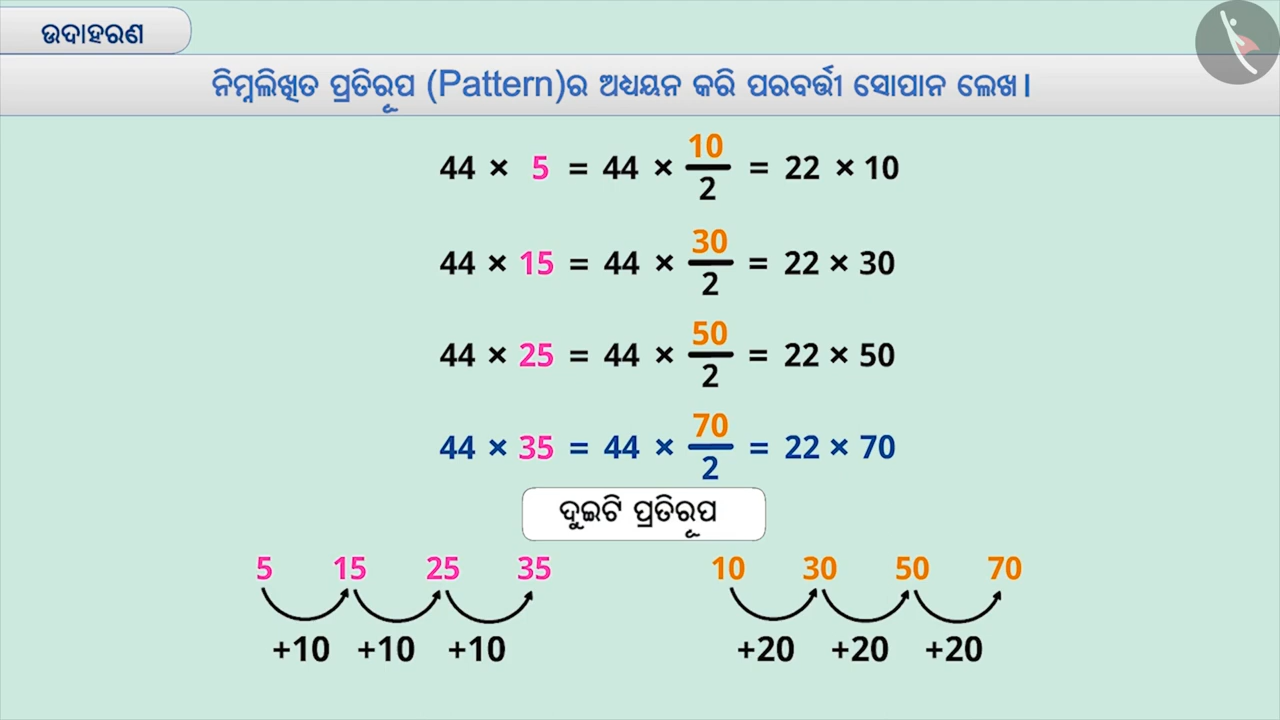 ଉଦାହରଣ
ନିମ୍ନଲିଖିତ ପ୍ରତିରୂପ (Pattern)ର ଅଧ୍ୟୟନ କରି ପରବର୍ତ୍ତୀ ସୋପାନ ଲେଖ।
44 × 5 = 44 × 10/2 = 22 × 10
44 × 15 = 44 × 30/2 = 22 × 30
44 × 25 = 44 × 50/2 = 22 × 50
44 × 35 = 44 × 70/2 = 22 × 70
ଦୁଇଟି ପ୍ରତିରୂପ
5 15 25 35 10 30 50 70
+10 +10 +10 +20 +20 +20